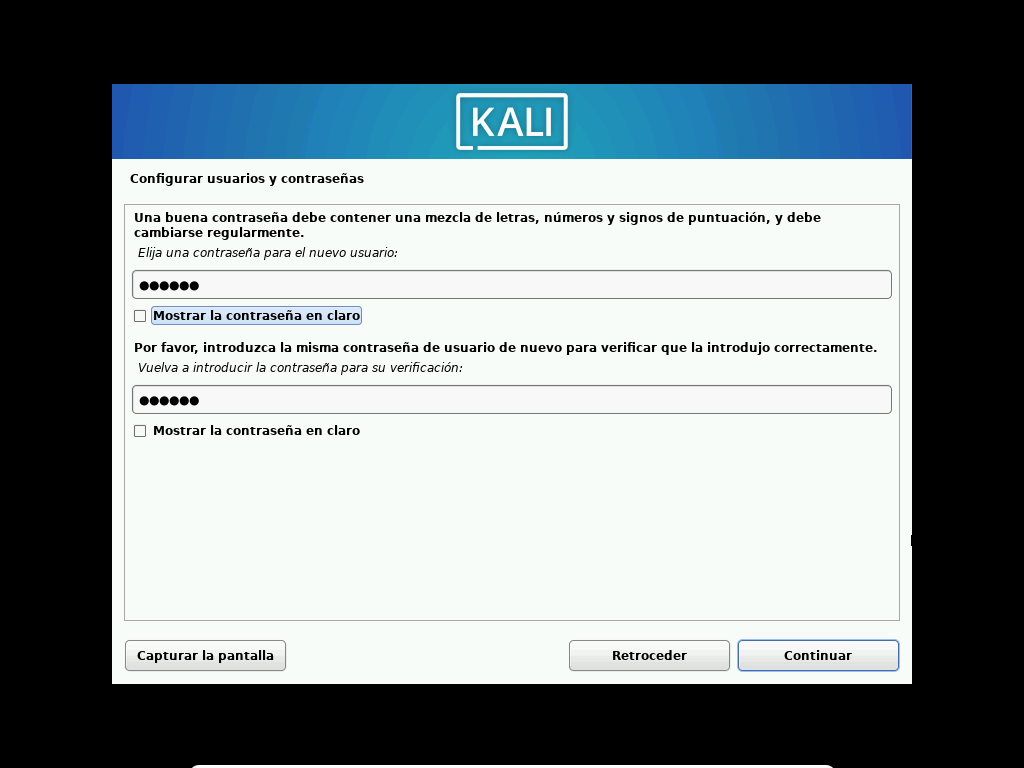 KALI
Configurar usuarios y contraseñas
Una buena contraseña debe contener una mezcla de letras, números y signos de puntuación, y debe
cambiarse regularmente.
Elija una contraseña para el nuevo usuario:
●●●●●●
Mostrar la contraseña en claro
Por favor, introduzca la misma contraseña de usuario de nuevo para verificar que la introdujo correctamente.
Vuelva a introducir la contraseña para su verificación:
●●●●●●
Mostrar la contraseña en claro
Capturar la pantalla Retroceder Continuar